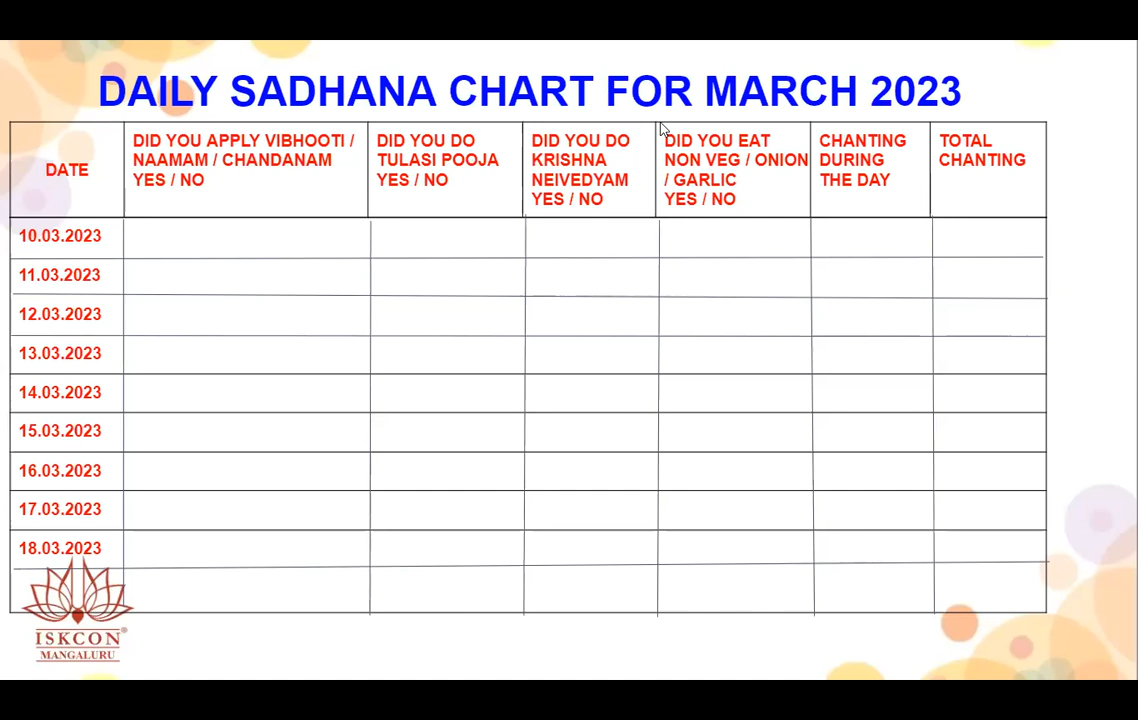 DAILY SADHANA CHART FOR MARCH 2023
DATE
DID YOU APPLY VIBHOOTI /
NAAMAM / CHANDANAM
YES / NO
DID YOU DO
TULASI POOJA
YES / NO
DID YOU DO
KRISHNA
NEIVEDYAM
YES / NO
DID YOU EAT
NON VEG / ONION
/ GARLIC
YES / NO
CHANTING
DURING
THE DAY
TOTAL
CHANTING
10.03.2023
11.03.2023
12.03.2023
13.03.2023
14.03.2023
15.03.2023
16.03.2023
17.03.2023
18.03.2023
ISKCON®
MANGALURU